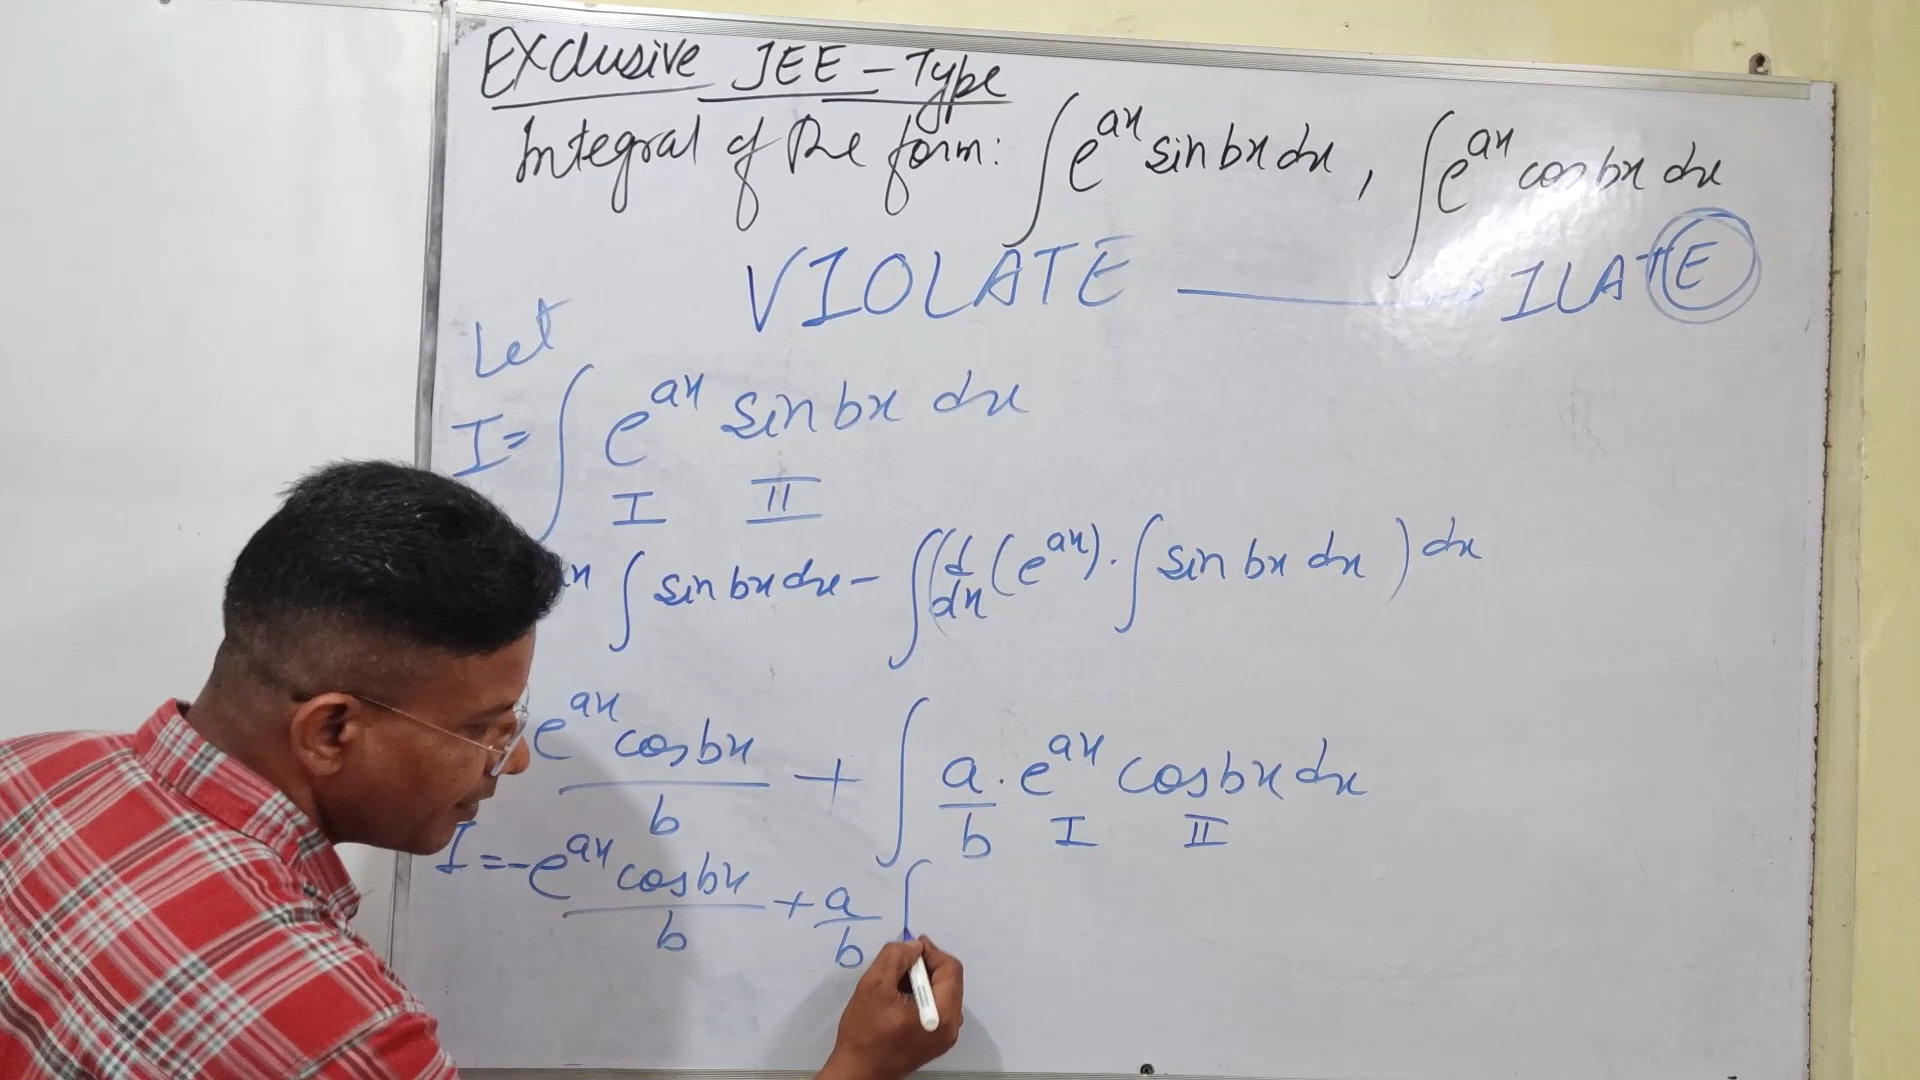 Exclusive JEE - Type
Integral of the form: ∫ e^ax sin bx dx , ∫ e^ax cos bx dx
VIOLATE → ILATE
Let
I = ∫ e^ax sin bx dx
I II
∫ sin bx dx - ∫ (d/dx (e^ax) . ∫ sin bx dx ) dx
e^ax cos bx / b + ∫ a/b . e^ax cos bx dx
I II
I = - e^ax cos bx / b + a/b ∫